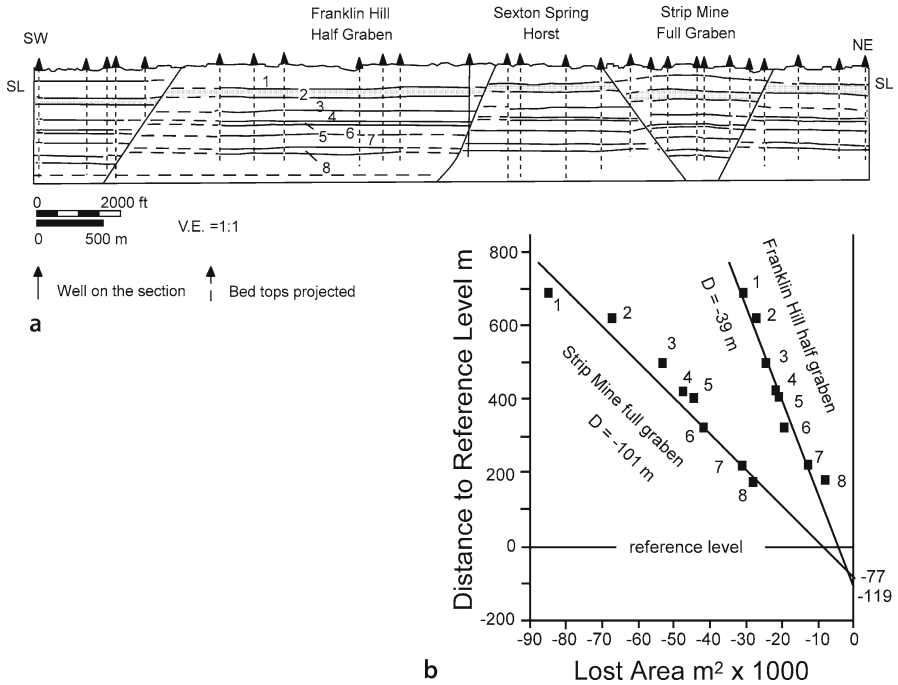 Franklin Hill
Half Graben
Sexton Spring
Horst
Strip Mine
Full Graben
SW
NE
SL
SL
1
2
3
4
5
6
7
8
0 2000 ft
0 500 m
V.E. =1:1
Well on the section
Bed tops projected
a
Distance to Reference Level m
800
600
400
200
0
-200
1
2
3
4
5
6
7
8
Strip Mine full graben
D = -101 m
1
2
3
4
5
6
7
8
Franklin Hill half graben
D = -39 m
reference level
-77
-119
-90 -80 -70 -60 -50 -40 -30 -20 -10 0
Lost Area m² x 1000
b